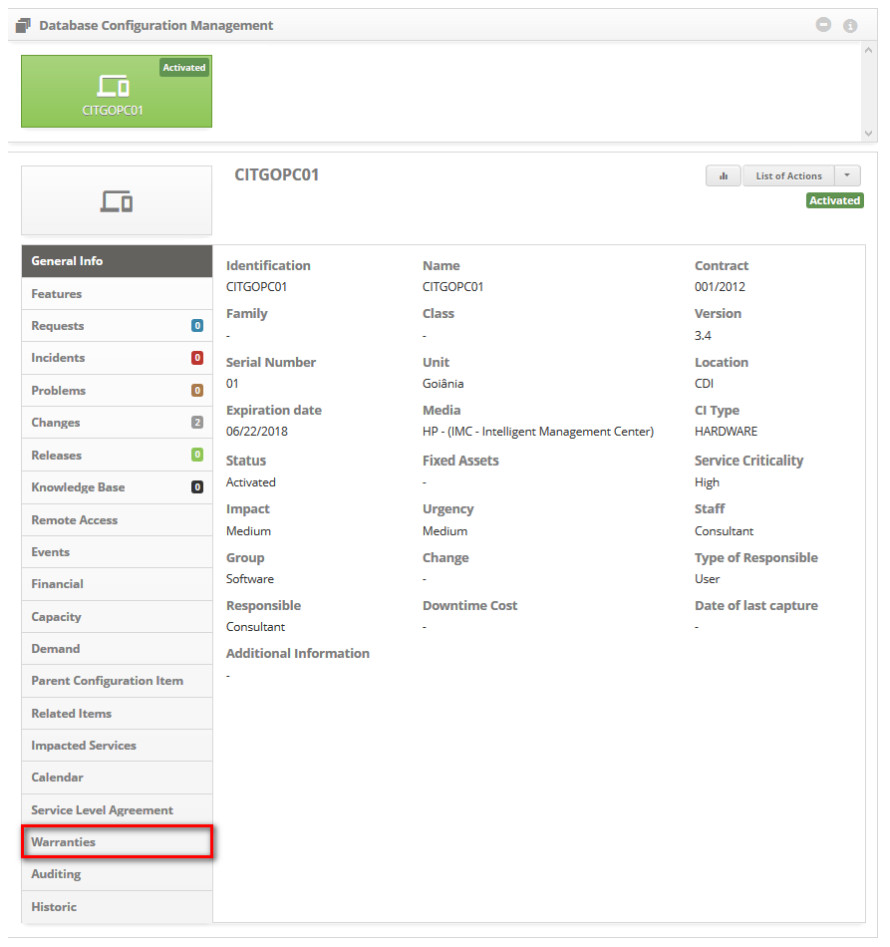 Database Configuration Management
Activated
CITGOPC01
CITGOPC01
List of Actions
Activated
General Info
Features
Requests 0
Incidents 0
Problems 0
Changes 2
Releases 0
Knowledge Base 0
Remote Access
Events
Financial
Capacity
Demand
Parent Configuration Item
Related Items
Impacted Services
Calendar
Service Level Agreement
Warranties
Auditing
Historic
Identification Name Contract
CITGOPC01 CITGOPC01 001/2012
Family Class Version
- - 3.4
Serial Number Unit Location
01 Goiânia CDI
Expiration date Media CI Type
06/22/2018 HP - (IMC - Intelligent Management Center) HARDWARE
Status Fixed Assets Service Criticality
Activated - High
Impact Urgency Staff
Medium Medium Consultant
Group Change Type of Responsible
Software - User
Responsible Downtime Cost Date of last capture
Consultant - -
Additional Information
-